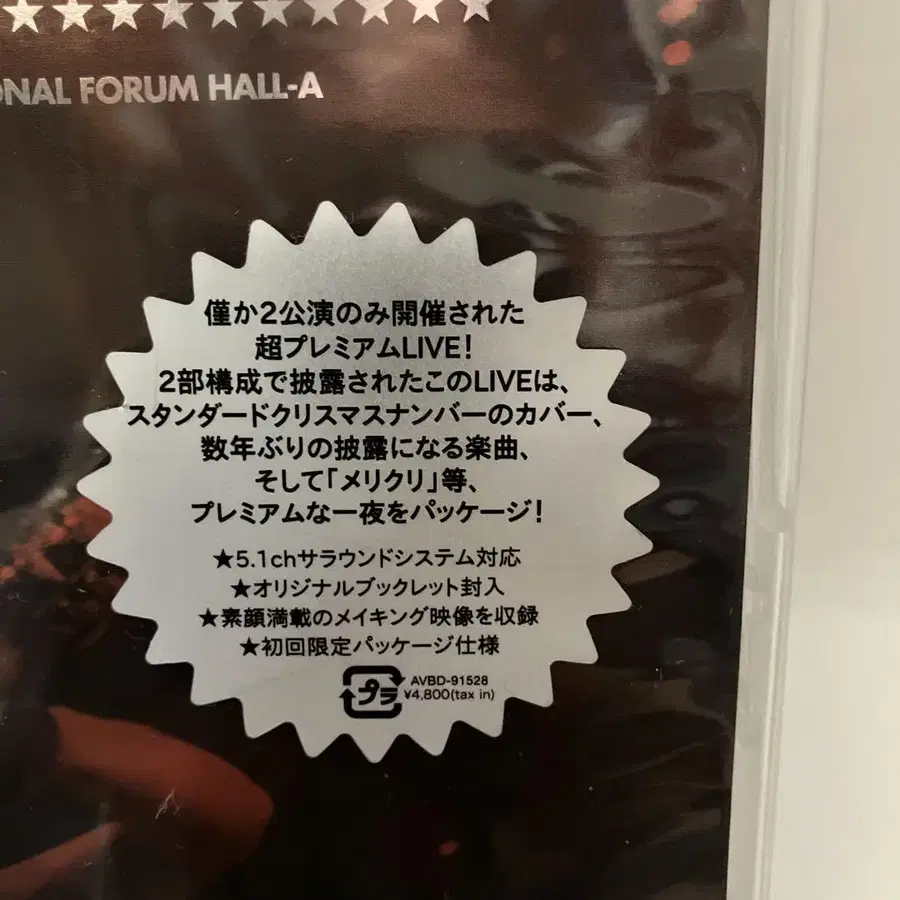 ★★★★★★★★★★
ONAL FORUM HALL-A
僅か2公演のみ開催された
超プレミアムLIVE!
2部構成で披露されたこのLIVEは、
スタンダードクリスマスナンバーのカバー、
数年ぶりの披露になる楽曲、
そして「メリクリ」等、
プレミアムな一夜をパッケージ!
★5.1chサラウンドシステム対応
★オリジナルブックレット封入
★素顔満載のメイキング映像を収録
★初回限定パッケージ仕様
プラ
AVBD-91528
¥4,800(tax in)